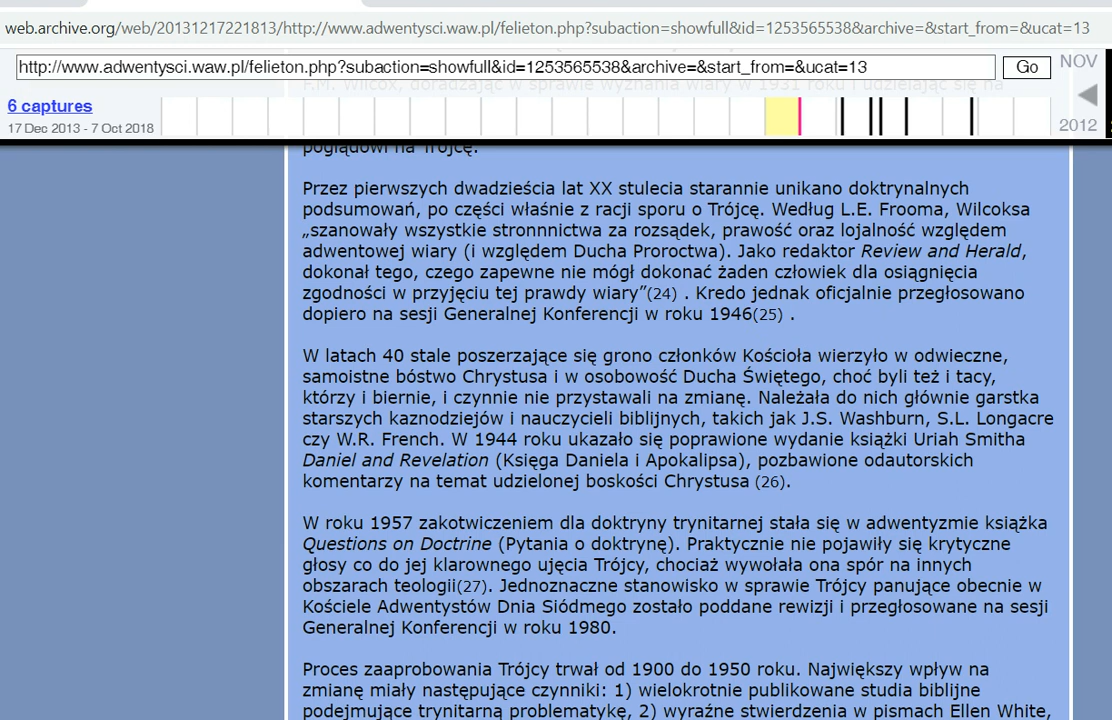 web.archive.org/web/20131217221813/http://www.adwentysci.waw.pl/felieton.php?subaction=showfull&id=1253565538&archive=&start_from=&ucat=13
http://www.adwentysci.waw.pl/felieton.php?subaction=showfull&id=1253565538&archive=&start_from=&ucat=13
Go
NOV
F.M. Wilcox, doradzając w sprawie wyznania wiary w 1931 roku i udzielając się na
6 captures
17 Dec 2013 - 7 Oct 2018
2012
poglądowi na Trójcę.
Przez pierwszych dwadzieścia lat XX stulecia starannie unikano doktrynalnych
podsumowań, po części właśnie z racji sporu o Trójcę. Według L.E. Frooma, Wilcoksa
„szanowały wszystkie stronnnictwa za rozsądek, prawość oraz lojalność względem
adwentowej wiary (i względem Ducha Proroctwa). Jako redaktor Review and Herald,
dokonał tego, czego zapewne nie mógł dokonać żaden człowiek dla osiągnięcia
zgodności w przyjęciu tej prawdy wiary”(24) . Kredo jednak oficjalnie przegłosowano
dopiero na sesji Generalnej Konferencji w roku 1946(25) .
W latach 40 stale poszerzające się grono członków Kościoła wierzyło w odwieczne,
samoistne bóstwo Chrystusa i w osobowość Ducha Świętego, choć byli też i tacy,
którzy i biernie, i czynnie nie przystawali na zmianę. Należała do nich głównie garstka
starszych kaznodziejów i nauczycieli biblijnych, takich jak J.S. Washburn, S.L. Longacre
czy W.R. French. W 1944 roku ukazało się poprawione wydanie książki Uriah Smitha
Daniel and Revelation (Księga Daniela i Apokalipsa), pozbawione odautorskich
komentarzy na temat udzielonej boskości Chrystusa (26).
W roku 1957 zakotwiczeniem dla doktryny trynitarnej stała się w adwentyzmie książka
Questions on Doctrine (Pytania o doktrynę). Praktycznie nie pojawiły się krytyczne
głosy co do jej klarownego ujęcia Trójcy, chociaż wywołała ona spór na innych
obszarach teologii(27). Jednoznaczne stanowisko w sprawie Trójcy panujące obecnie w
Kościele Adwentystów Dnia Siódmego zostało poddane rewizji i przegłosowane na sesji
Generalnej Konferencji w roku 1980.
Proces zaaprobowania Trójcy trwał od 1900 do 1950 roku. Największy wpływ na
zmianę miały następujące czynniki: 1) wielokrotnie publikowane studia biblijne
podejmujące trynitarną problematykę, 2) wyraźne stwierdzenia w pismach Ellen White,